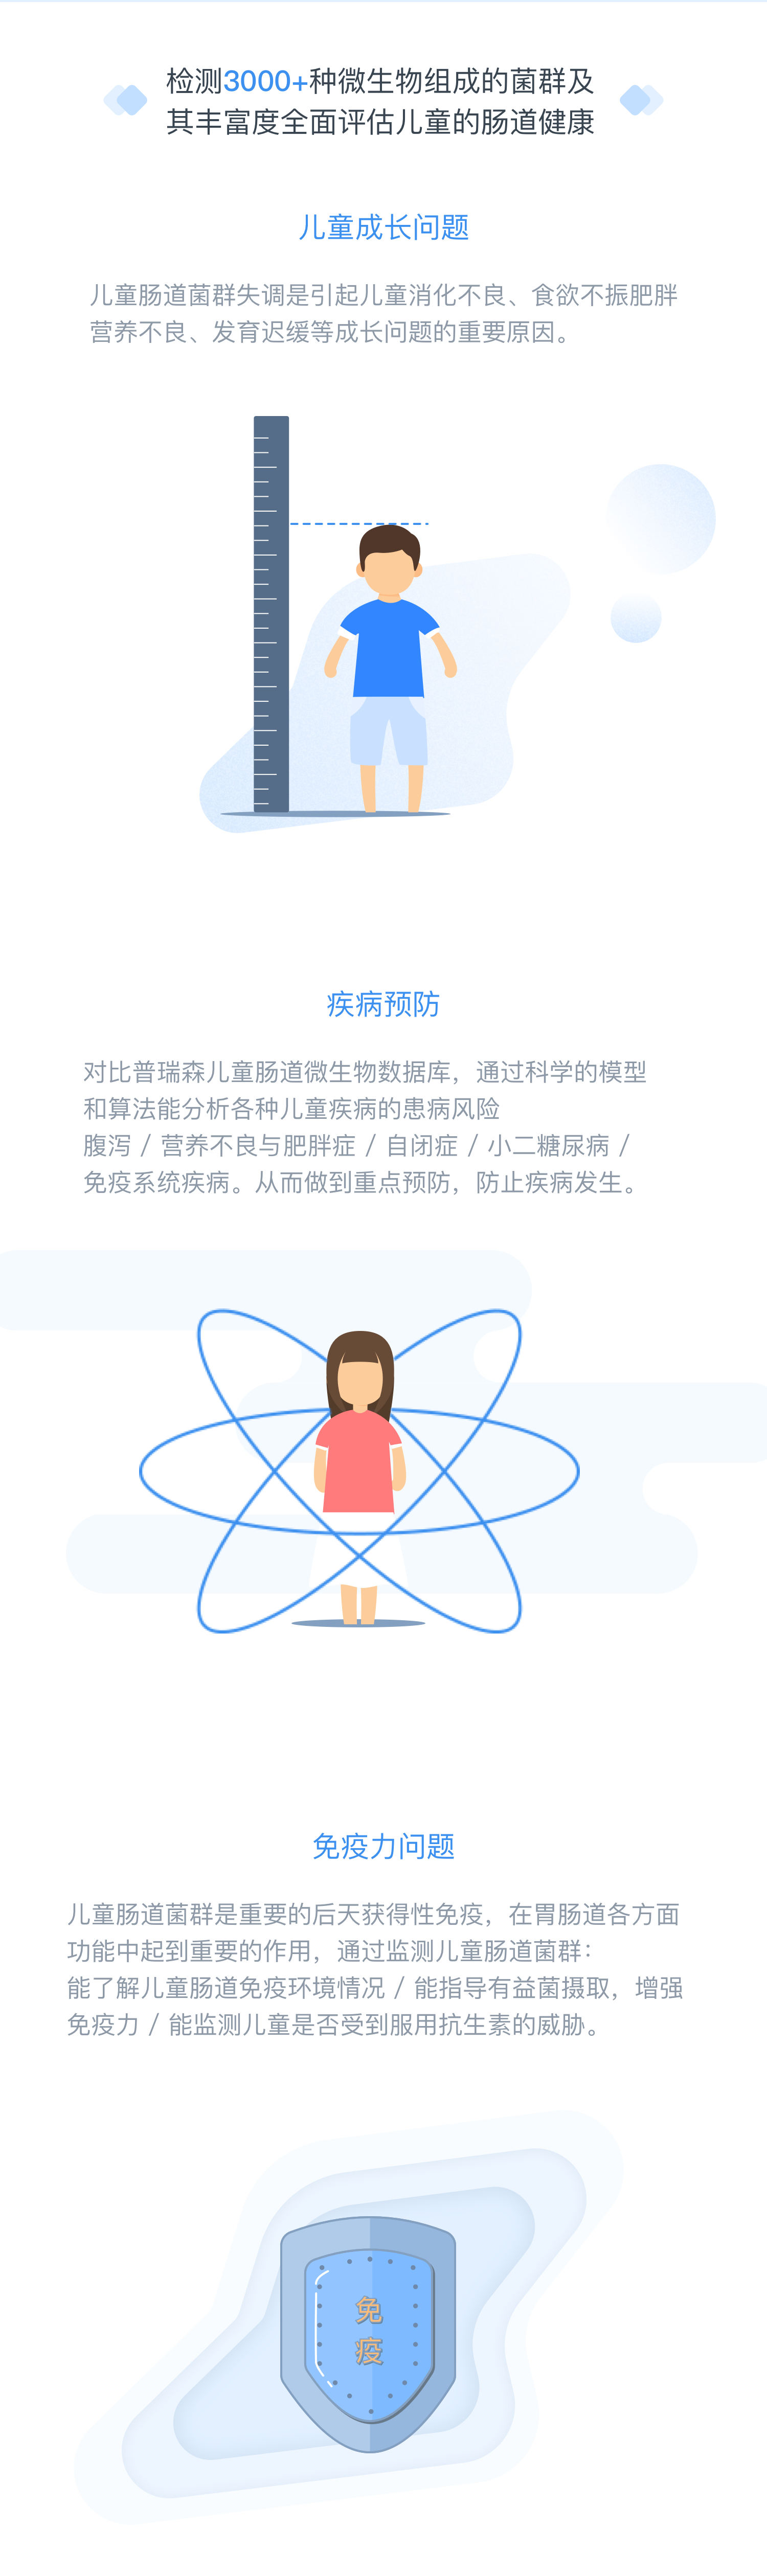 检测3000+种微生物组成的菌群及
其丰富度全面评估儿童的肠道健康
儿童成长问题
儿童肠道菌群失调是引起儿童消化不良、食欲不振肥胖
营养不良、发育迟缓等成长问题的重要原因。
疾病预防
对比普瑞森儿童肠道微生物数据库，通过科学的模型
和算法能分析各种儿童疾病的患病风险
腹泻 / 营养不良与肥胖症 / 自闭症 / 小二糖尿病 /
免疫系统疾病。从而做到重点预防，防止疾病发生。
免疫力问题
儿童肠道菌群是重要的后天获得性免疫，在胃肠道各方面
功能中起到重要的作用，通过监测儿童肠道菌群：
能了解儿童肠道免疫环境情况 / 能指导有益菌摄取，增强
免疫力 / 能监测儿童是否受到服用抗生素的威胁。
免
疫